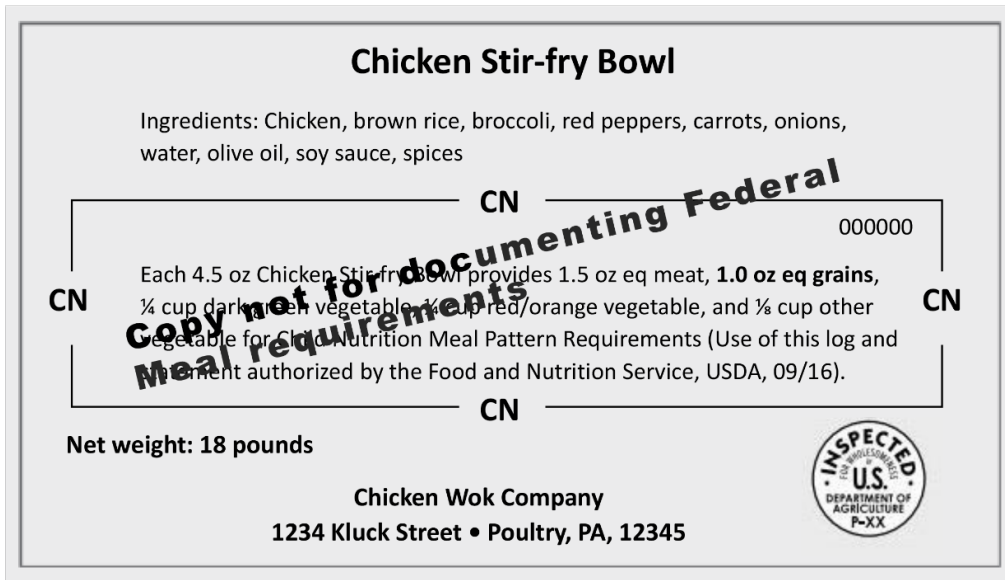 Chicken Stir-fry Bowl
Ingredients: Chicken, brown rice, broccoli, red peppers, carrots, onions,
water, olive oil, soy sauce, spices
CN
000000
Each 4.5 oz Chicken Stir-fry Bowl provides 1.5 oz eq meat, 1.0 oz eq grains,
CN
CN
¼ cup dark green vegetable, ¼ cup red/orange vegetable, and ⅛ cup other
vegetable for Child Nutrition Meal Pattern Requirements (Use of this log and
statement authorized by the Food and Nutrition Service, USDA, 09/16).
Copy not for documenting Federal
Meal requirements
CN
Net weight: 18 pounds
INSPECTED
FOR WHOLESOMENESS
BY
U.S.
DEPARTMENT OF
AGRICULTURE
P-XX
Chicken Wok Company
1234 Kluck Street • Poultry, PA, 12345